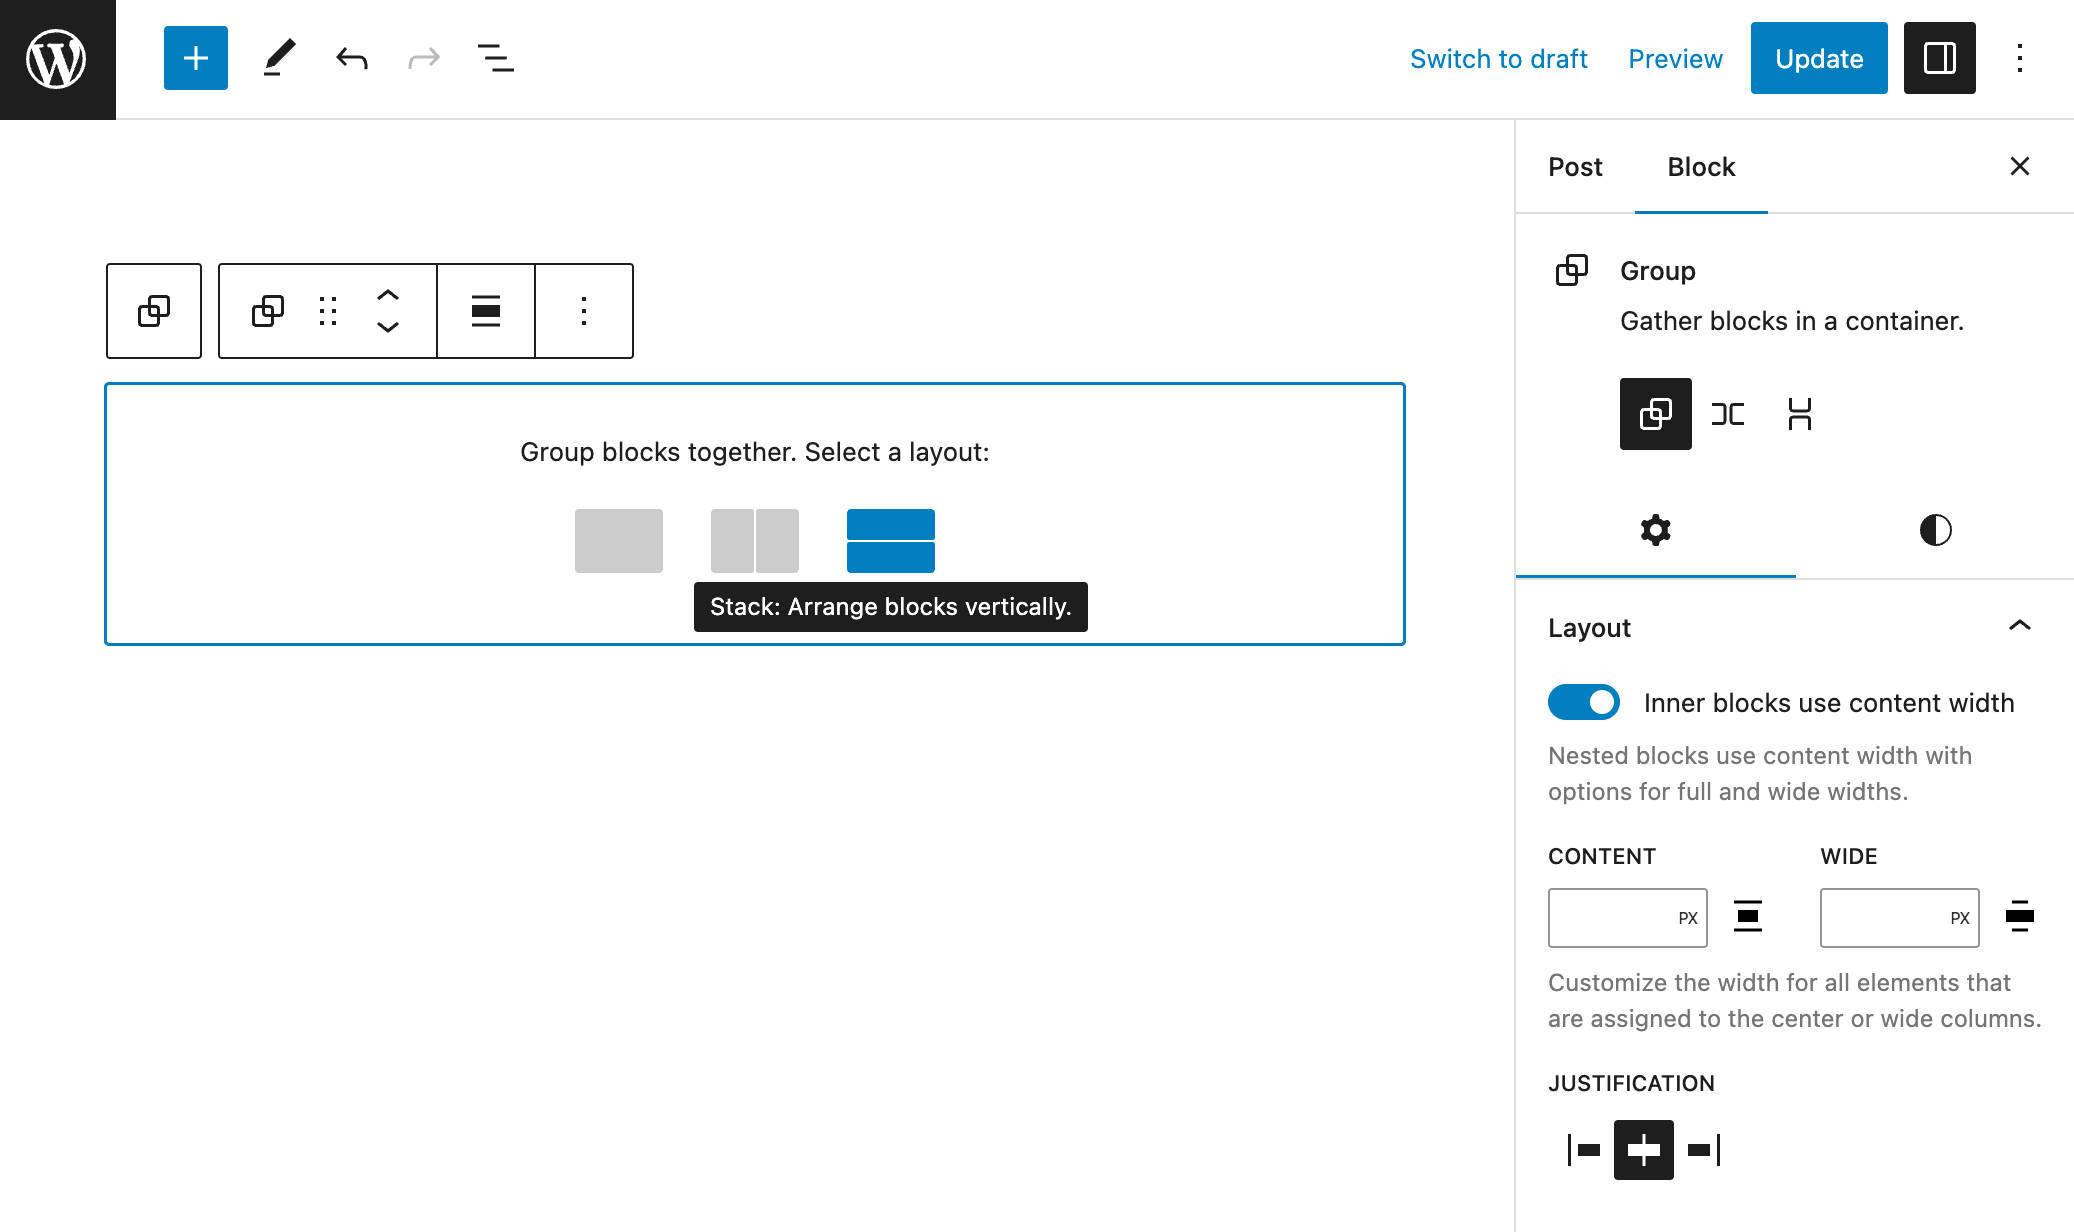 Switch to draft
Preview
Update
Post
Block
Group
Gather blocks in a container.
Group blocks together. Select a layout:
Stack: Arrange blocks vertically.
Layout
Inner blocks use content width
Nested blocks use content width with
options for full and wide widths.
CONTENT
WIDE
PX
PX
Customize the width for all elements that
are assigned to the center or wide columns.
JUSTIFICATION